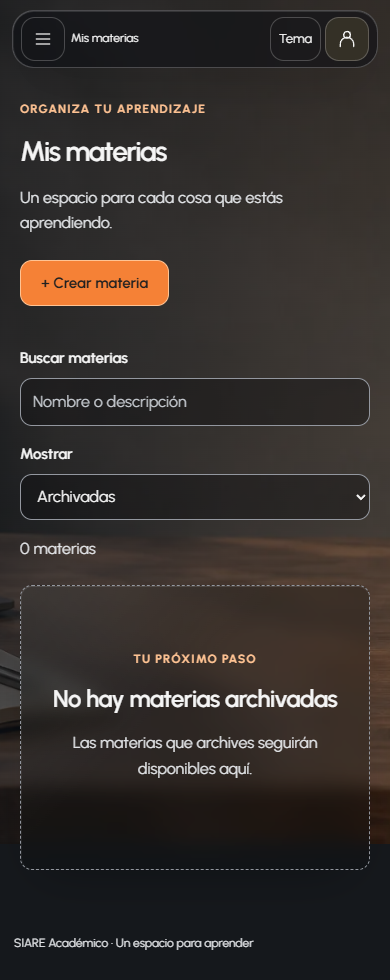 Mis materias
Tema
ORGANIZA TU APRENDIZAJE
Mis materias
Un espacio para cada cosa que estás
aprendiendo.
+ Crear materia
Buscar materias
Nombre o descripción
Mostrar
Archivadas
0 materias
TU PRÓXIMO PASO
No hay materias archivadas
Las materias que archives seguirán
disponibles aquí.
SIARE Académico · Un espacio para aprender